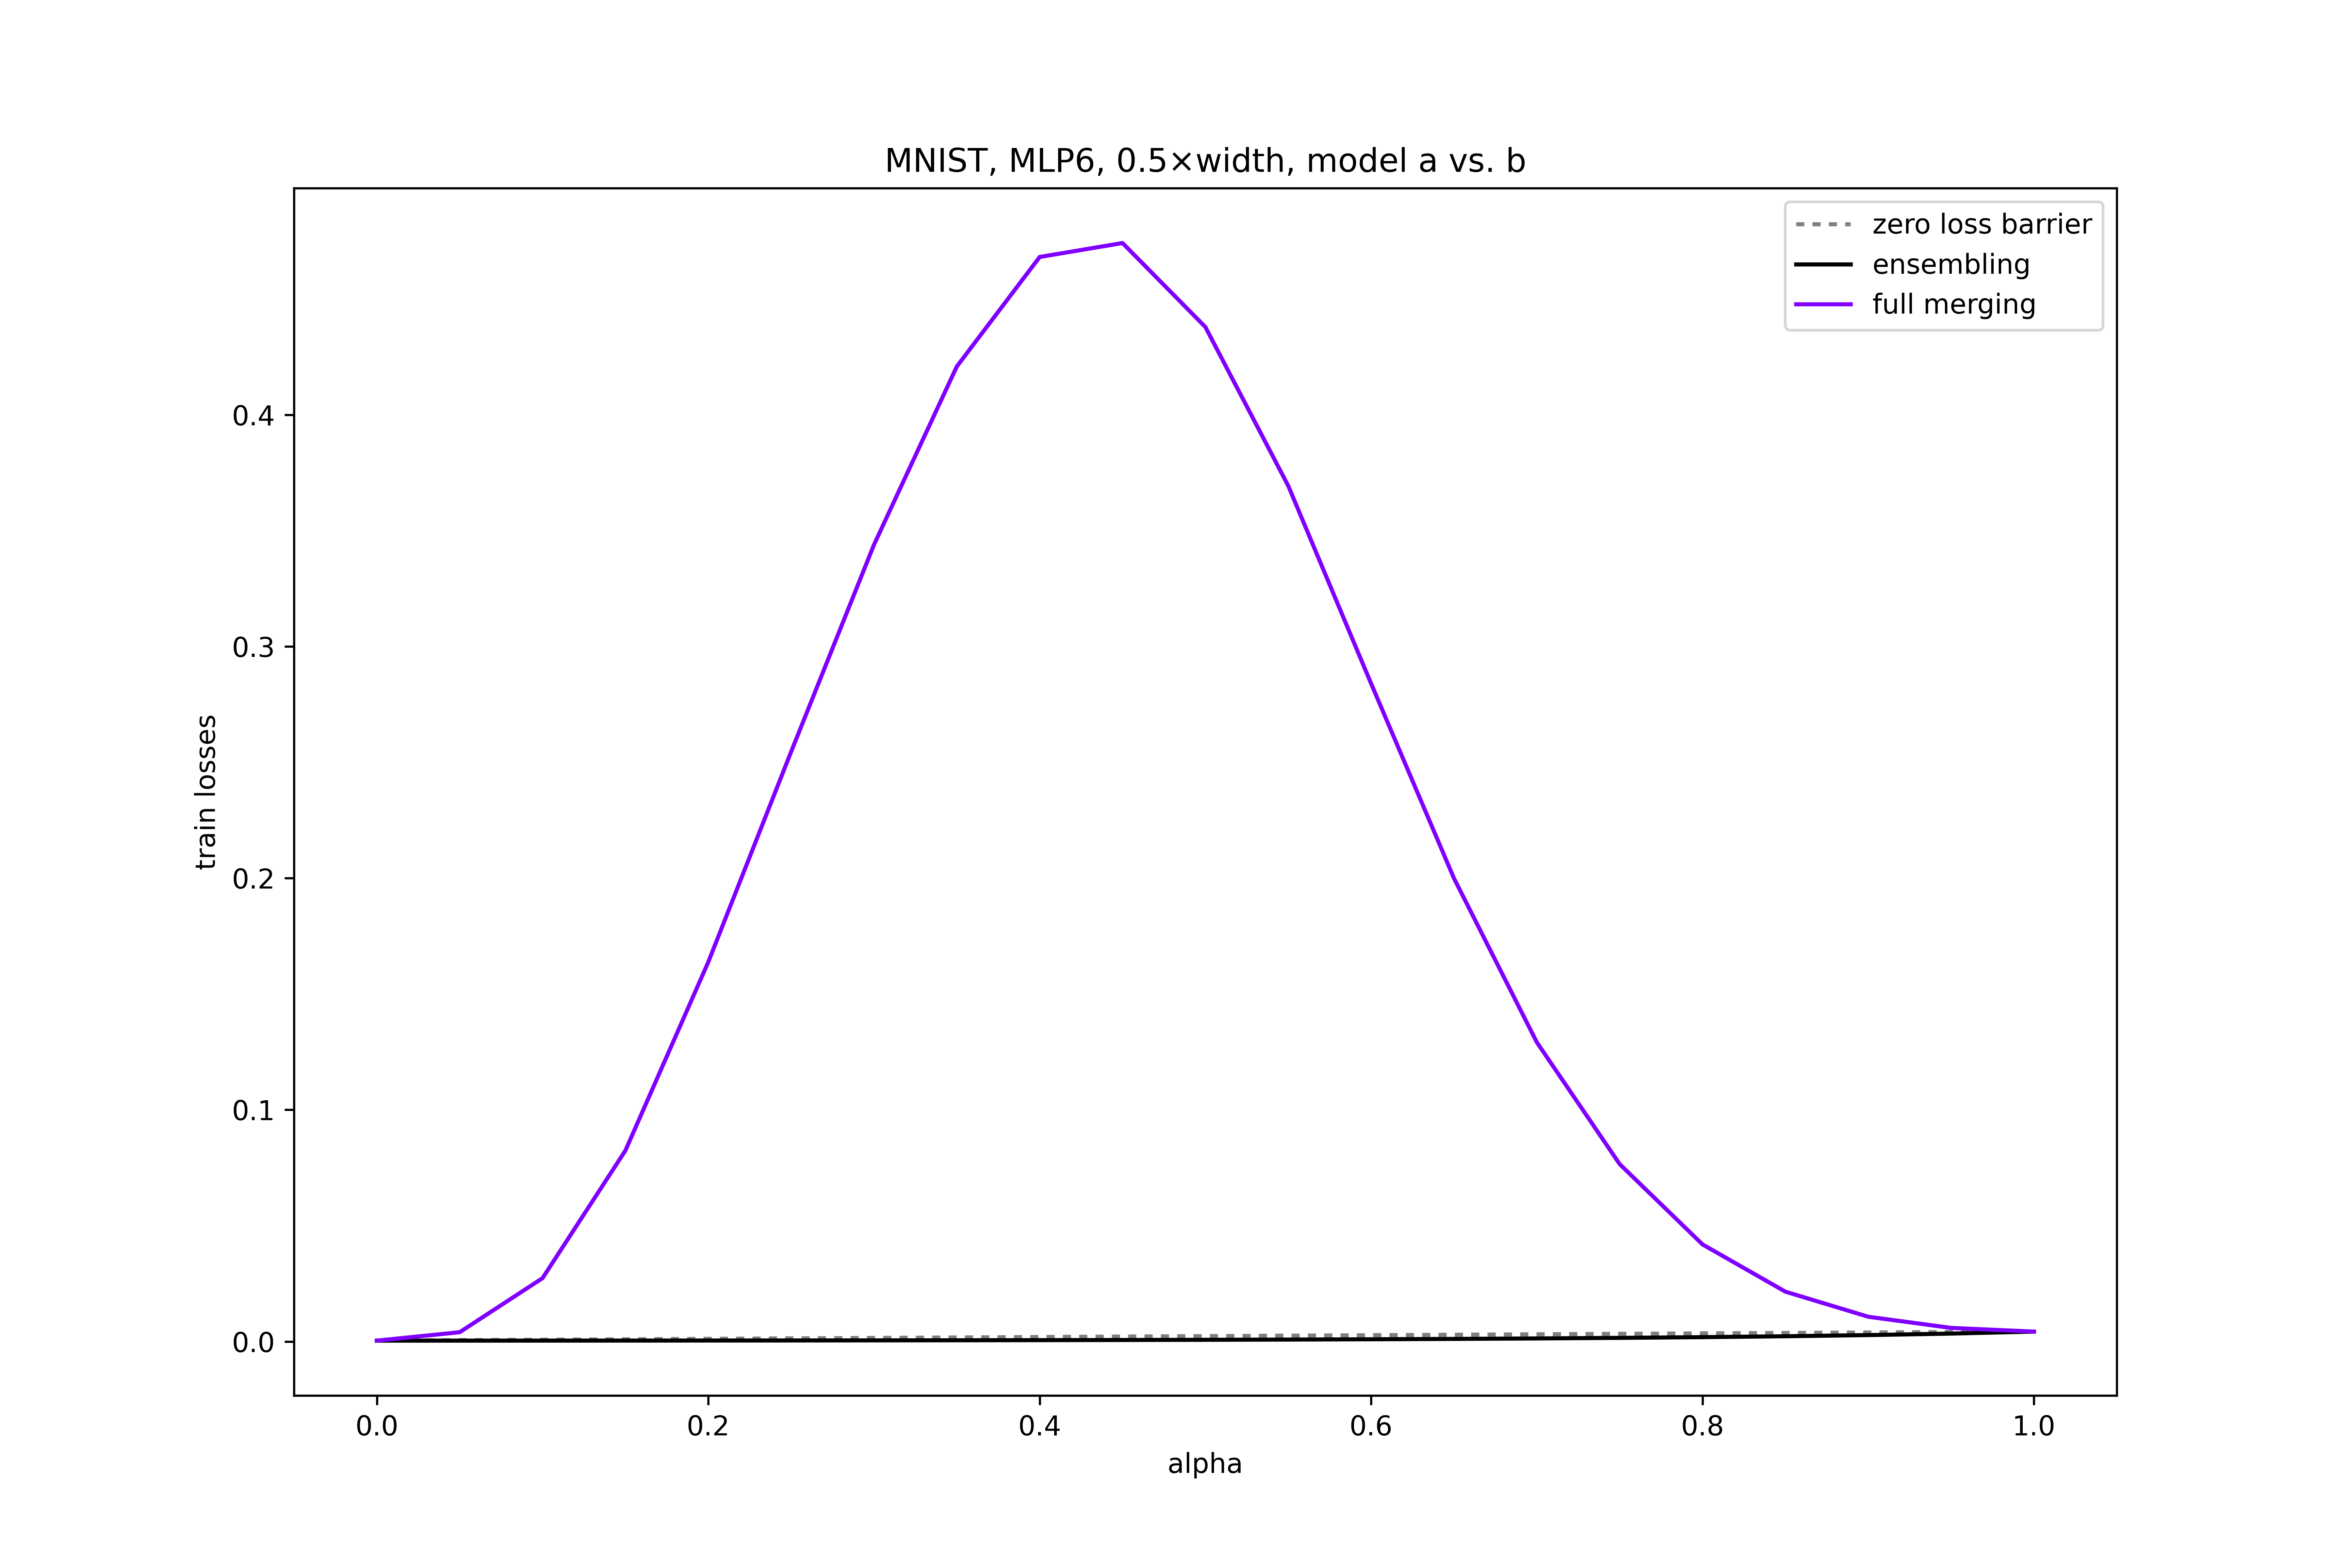 MNIST, MLP6, 0.5×width, model a vs. b
zero loss barrier
ensembling
full merging
train losses
0.4
0.3
0.2
0.1
0.0
0.0 0.2 0.4 0.6 0.8 1.0
alpha